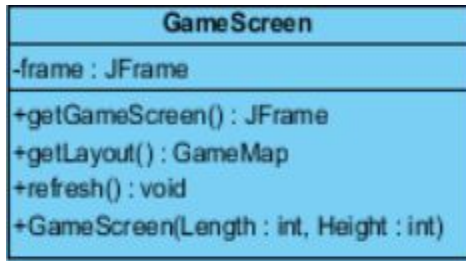 GameScreen
-frame : JFrame
+getGameScreen() : JFrame
+getLayout() : GameMap
+refresh() : void
+GameScreen(Length : int, Height : int)